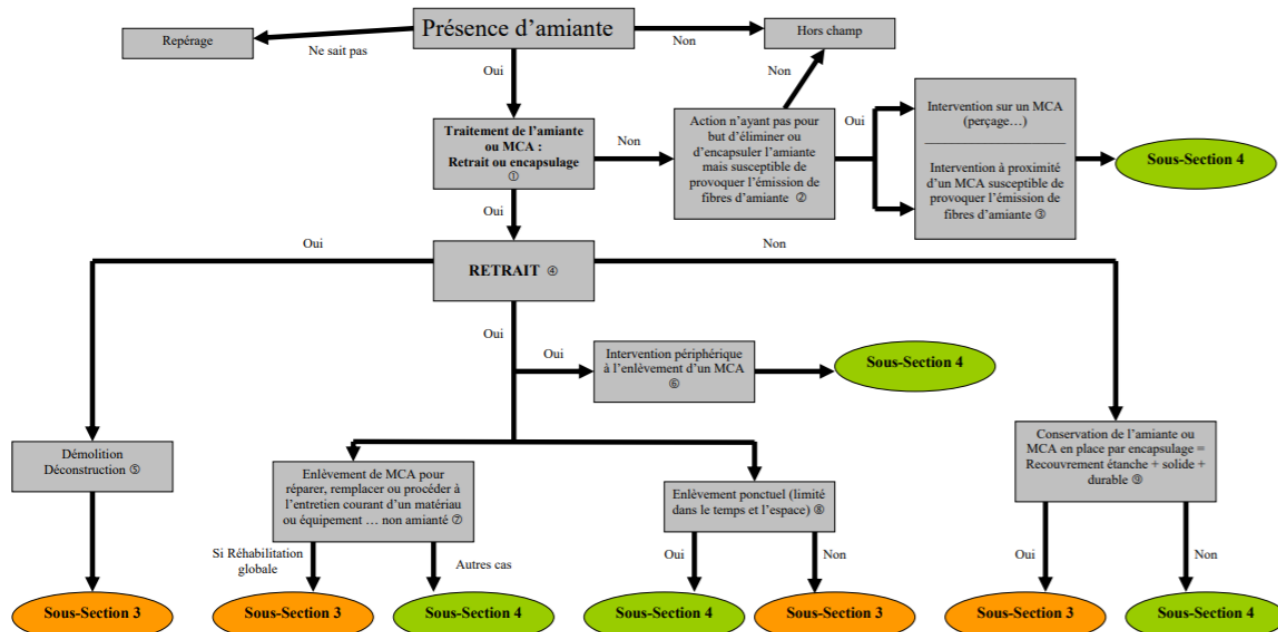 Présence d'amiante
Repérage
Ne sait pas
Non
Hors champ
Oui
Non
Traitement de l'amiante
ou MCA :
Retrait ou encapsulage
①
Non
Action n'ayant pas pour
but d'éliminer ou
d'encapsuler l'amiante
mais susceptible de
provoquer l'émission de
fibres d'amiante ②
Oui
Intervention sur un MCA
(perçage…)
Intervention à proximité
d'un MCA susceptible de
provoquer l'émission de
fibres d'amiante ③
Sous-Section 4
Oui
Oui
RETRAIT ④
Non
Oui
Oui
Intervention périphérique
à l'enlèvement d'un MCA
⑥
Sous-Section 4
Démolition
Déconstruction ⑤
Enlèvement de MCA pour
réparer, remplacer ou procéder à
l'entretien courant d'un matériau
ou équipement … non amianté ⑦
Enlèvement ponctuel (limité
dans le temps et l'espace) ⑧
Conservation de l'amiante ou
MCA en place par encapsulage =
Recouvrement étanche + solide +
durable ⑨
Si Réhabilitation
globale
Autres cas
Oui
Non
Oui
Non
Sous-Section 3
Sous-Section 3
Sous-Section 4
Sous-Section 4
Sous-Section 3
Sous-Section 3
Sous-Section 4